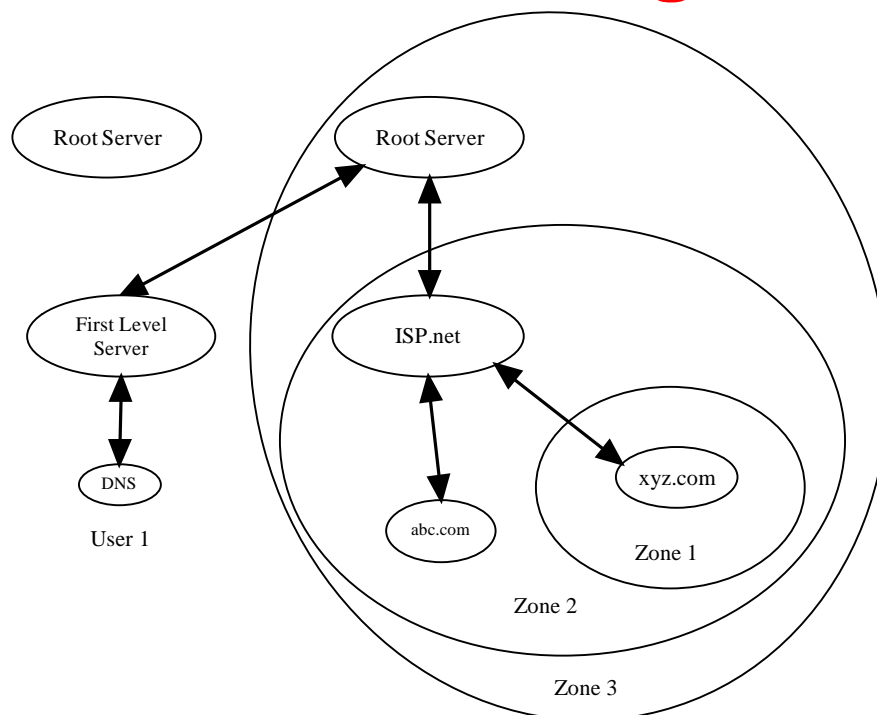 Root Server
Root Server
First Level
Server
ISP.net
DNS
xyz.com
abc.com
User 1
Zone 1
Zone 2
Zone 3